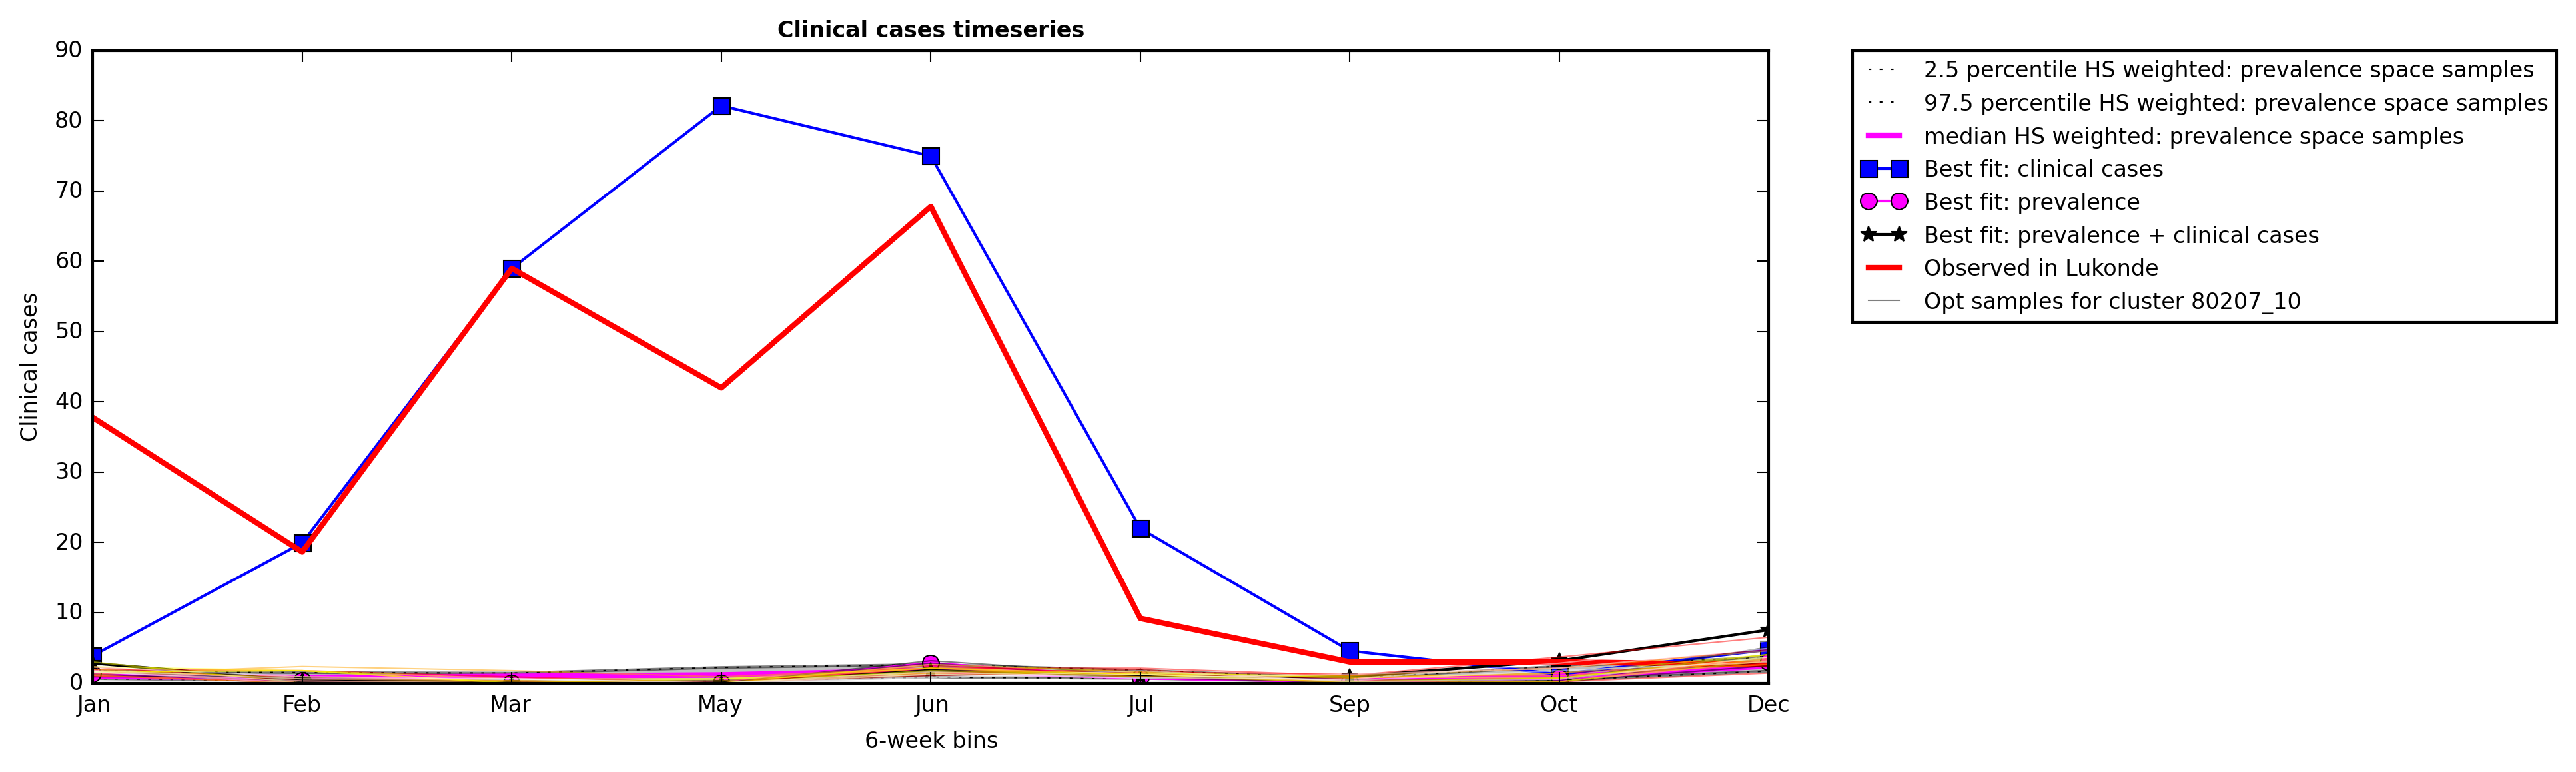 Clinical cases timeseries
90
80
70
60
50
40
30
20
10
0
Clinical cases
Jan Feb Mar May Jun Jul Sep Oct Dec
6-week bins
2.5 percentile HS weighted: prevalence space samples
97.5 percentile HS weighted: prevalence space samples
median HS weighted: prevalence space samples
Best fit: clinical cases
Best fit: prevalence
Best fit: prevalence + clinical cases
Observed in Lukonde
Opt samples for cluster 80207_10